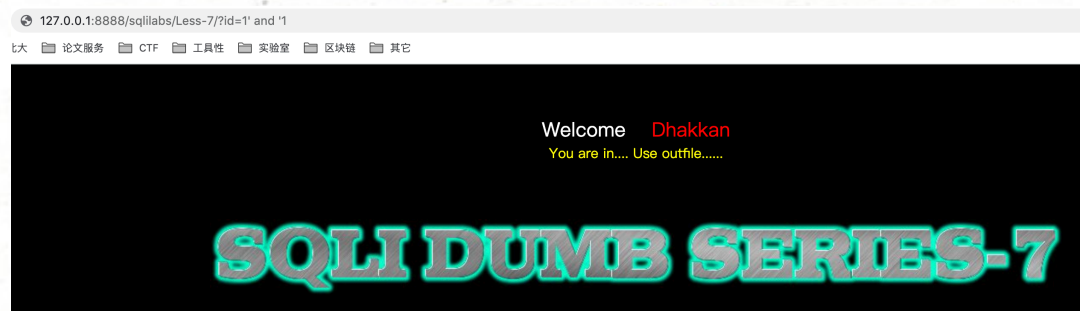 127.0.0.1:8888/sqlilabs/Less-7/?id=1' and '1
北大 论文服务 CTF 工具性 实验室 区块链 其它
Welcome Dhakkan
You are in.... Use outfile......
SQLI DUMB SERIES-7